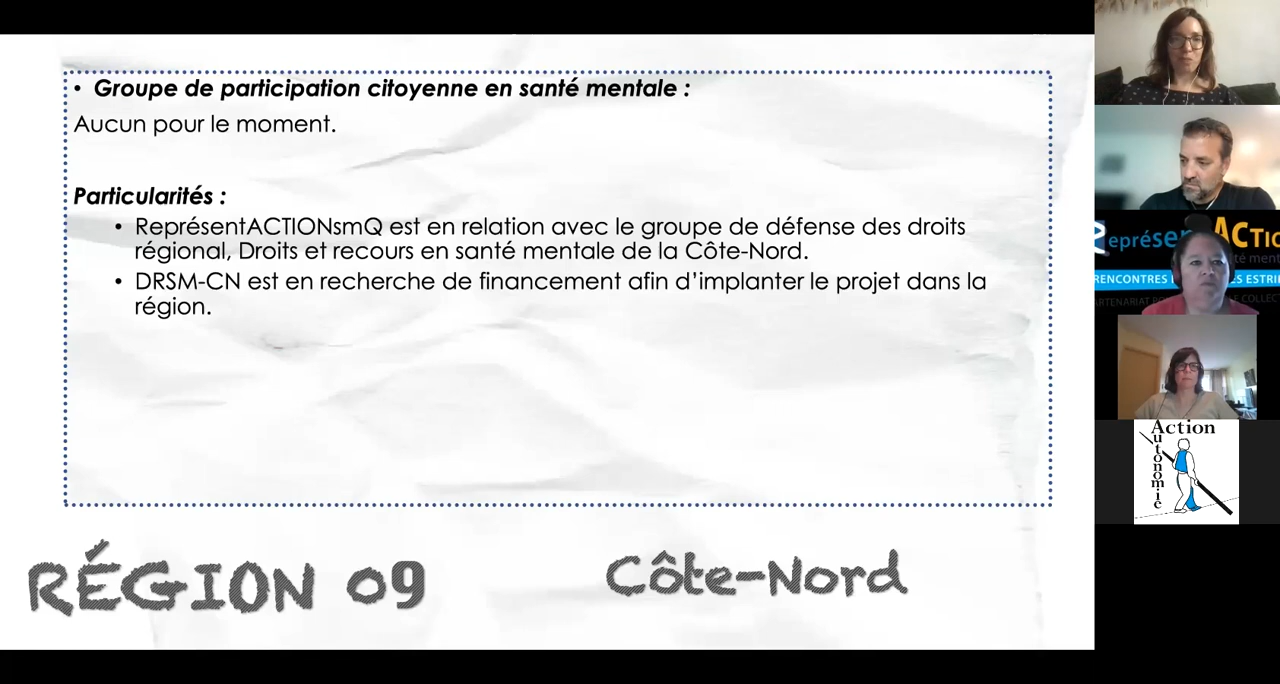 • Groupe de participation citoyenne en santé mentale :
Aucun pour le moment.
Particularités :
• ReprésentACTIONsmQ est en relation avec le groupe de défense des droits
régional, Droits et recours en santé mentale de la Côte-Nord.
• DRSM-CN est en recherche de financement afin d’implanter le projet dans la
région.
RÉGION 09
Côte-Nord
ACTIO
RENCONTRES
Action
Autonomie